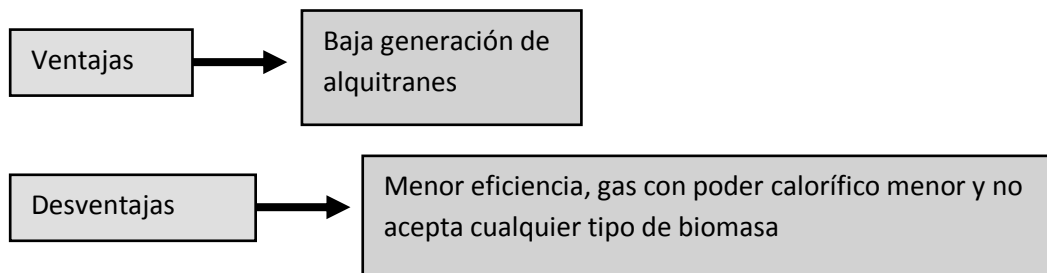 Ventajas
Baja generación de
alquitranes
Desventajas
Menor eficiencia, gas con poder calorífico menor y no
acepta cualquier tipo de biomasa